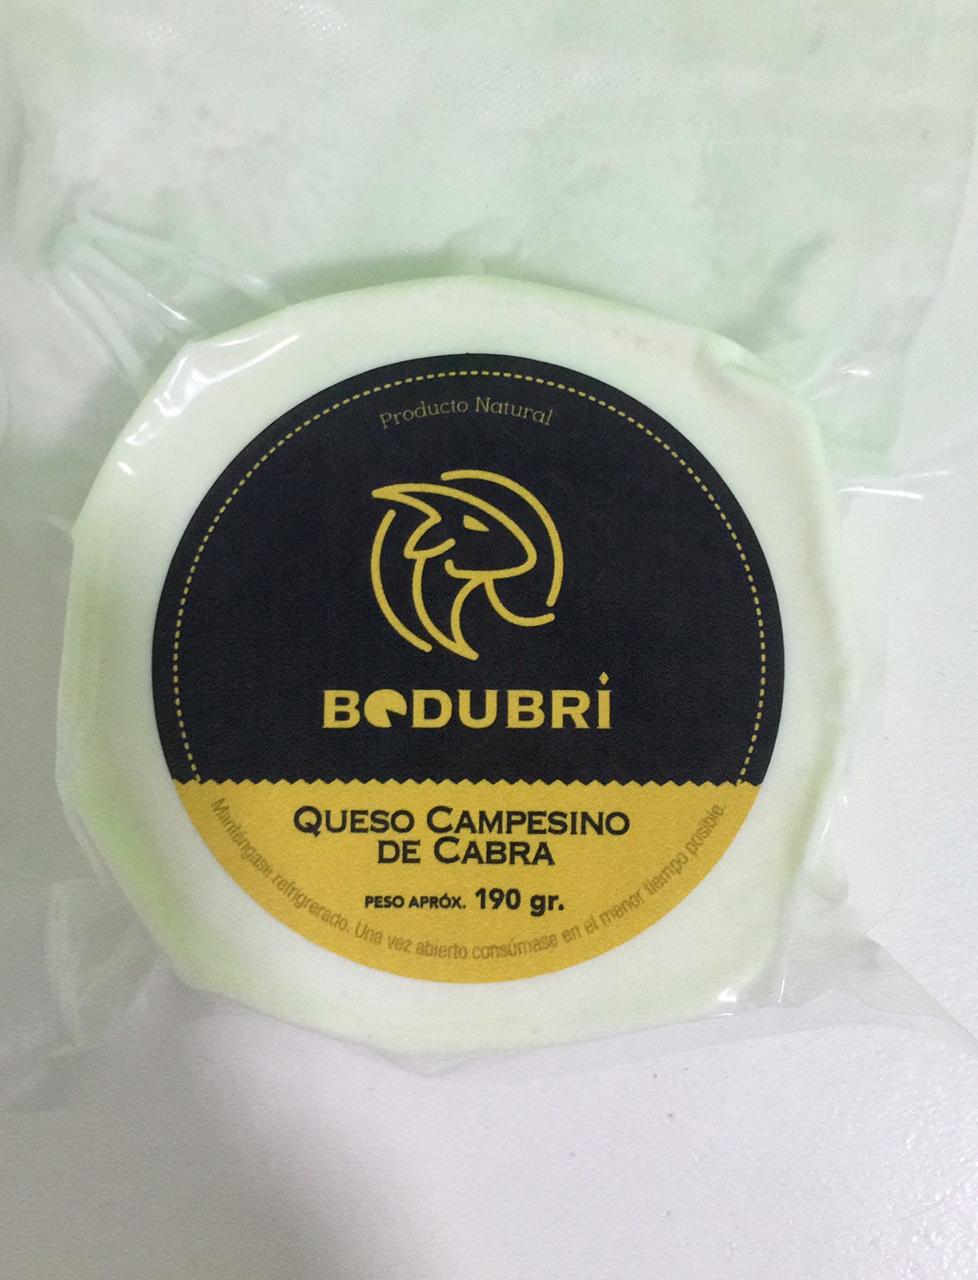 Producto Natural
BODUBRI
QUESO CAMPESINO
DE CABRA
PESO APRÓX. 190 gr.
Manténgase refrigrerado. Una vez abierto consúmase en el menor tiempo posible.